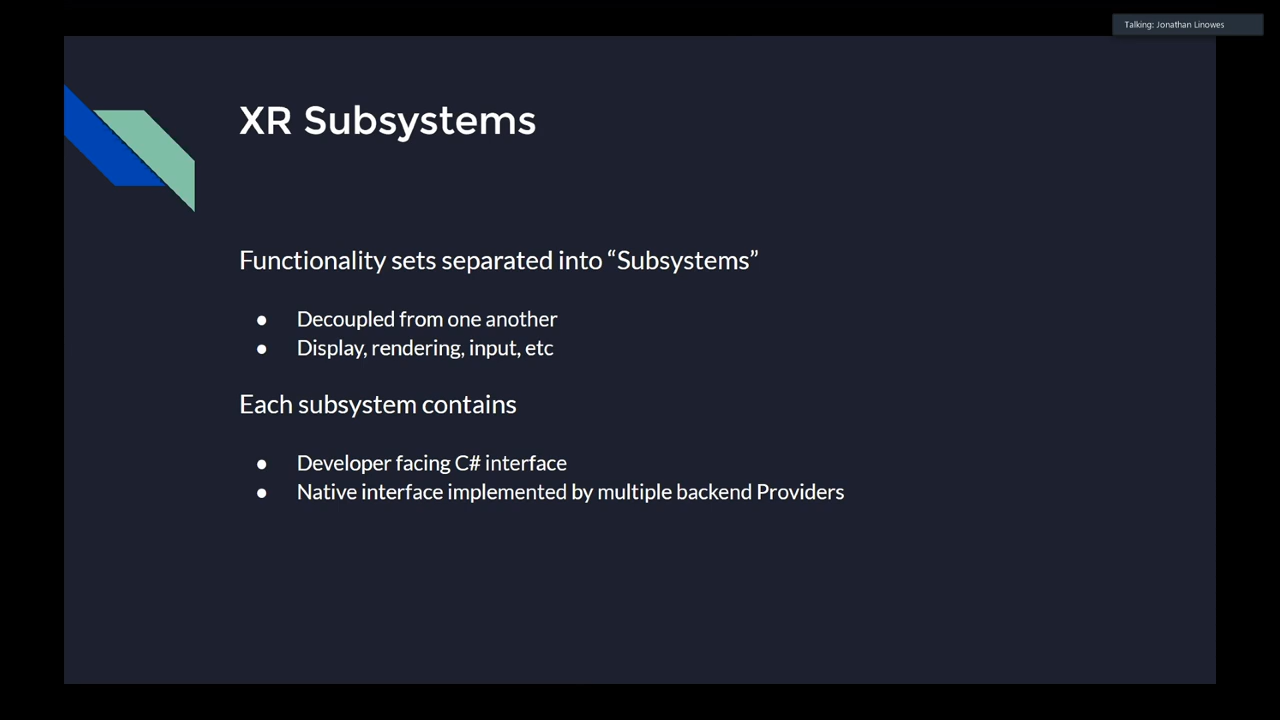 Talking: Jonathan Linowes
XR Subsystems
Functionality sets separated into “Subsystems”
● Decoupled from one another
● Display, rendering, input, etc
Each subsystem contains
● Developer facing C# interface
● Native interface implemented by multiple backend Providers